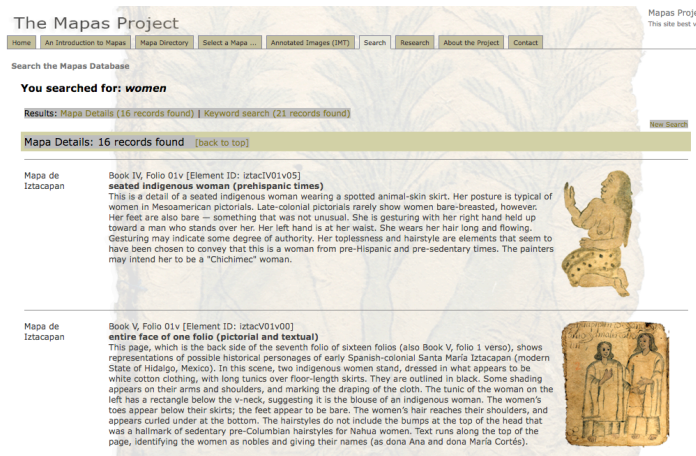 The Mapas Project
Mapas Proje
This site best v
Home An Introduction to Mapas Mapa Directory Select a Mapa ... Annotated Images (IMT) Search Research About the Project Contact
Search the Mapas Database
You searched for: women
Results: Mapa Details (16 records found) | Keyword search (21 records found)
New Search
Mapa Details: 16 records found [back to top]
Mapa de
Iztacapan
Book IV, Folio 01v [Element ID: iztacIV01v05]
seated indigenous woman (prehispanic times)
This is a detail of a seated indigenous woman wearing a spotted animal-skin skirt. Her posture is typical of
women in Mesoamerican pictorials. Late-colonial pictorials rarely show women bare-breasted, however.
Her feet are also bare — something that was not unusual. She is gesturing with her right hand held up
toward a man who stands over her. Her left hand is at her waist. She wears her hair long and flowing.
Gesturing may indicate some degree of authority. Her toplessness and hairstyle are elements that seem to
have been chosen to convey that this is a woman from pre-Hispanic and pre-sedentary times. The painters
may intend her to be a "Chichimec" woman.
Mapa de
Iztacapan
Book V, Folio 01v [Element ID: iztacV01v00]
entire face of one folio (pictorial and textual)
This page, which is the back side of the seventh folio of sixteen folios (also Book V, folio 1 verso), shows
representations of possible historical personages of early Spanish-colonial Santa María Iztacapan (modern
State of Hidalgo, Mexico). In this scene, two indigenous women stand, dressed in what appears to be
white cotton clothing, with long tunics over floor-length skirts. They are outlined in black. Some shading
appears on their arms and shoulders, and marking the draping of the cloth. The tunic of the woman on
the left has a rectangle below the v-neck, suggesting it is the blouse of an indigenous woman. The women's
toes appear below their skirts; the feet appear to be bare. The women's hair reaches their shoulders, and
appears curled under at the bottom. The hairstyles do not include the bumps at the top of the head that
was a hallmark of sedentary pre-Columbian hairstyles for Nahua women. Text runs along the top of the
page, identifying the women as nobles and giving their names (as dona Ana and dona María Cortés).